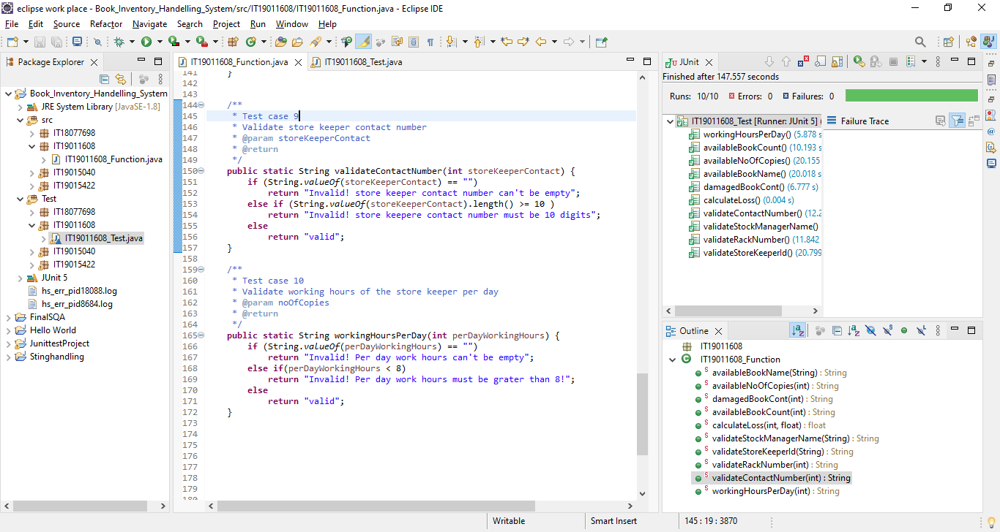 eclipse work place - Book_Inventory_Handelling_System/src/IT19011608/IT19011608_Function.java - Eclipse IDE
File Edit Source Refactor Navigate Search Project Run Window Help
Package Explorer
Book_Inventory_Handelling_System
JRE System Library [JavaSE-1.8]
src
IT18077698
IT19011608
IT19011608_Function.java
IT19015040
IT19015422
Test
IT18077698
IT19011608
IT19011608_Test.java
IT19015040
IT19015422
JUnit 5
hs_err_pid18088.log
hs_err_pid8684.log
FinalSQA
Hello World
JunittestProject
Stinghandling
IT19011608_Function.java IT19011608_Test.java
141 }
142
143
144 /**
145 * Test case 9
146 * Validate store keeper contact number
147 * @param storeKeeperContact
148 * @return
149 */
150 public static String validateContactNumber(int storeKeeperContact) {
151 if (String.valueOf(storeKeeperContact) == "")
152 return "Invalid! store keeper contact number can't be empty";
153 else if (String.valueOf(storeKeeperContact).length() >= 10 )
154 return "Invalid! store keepere contact number must be 10 digits";
155 else
156 return "valid";
157 }
158
159 /**
160 * Test case 10
161 * Validate working hours of the store keeper per day
162 * @param noOfCopies
163 * @return
164 */
165 public static String workingHoursPerDay(int perDayWorkingHours) {
166 if (String.valueOf(perDayWorkingHours) == "")
167 return "Invalid! Per day work hours can't be empty";
168 else if(perDayWorkingHours < 8)
169 return "Invalid! Per day work hours must be grater than 8!";
170 else
171 return "valid";
172 }
173
174
175
176
177
178
179
180
JUnit
Finished after 147.557 seconds
Runs: 10/10 Errors: 0 Failures: 0
IT19011608_Test [Runner: JUnit 5] (
workingHoursPerDay() (5.878 s
availableBookCount() (10.193 s
availableNoOfCopies() (20.155
availableBookName() (20.018 s
damagedBookCont() (6.777 s)
calculateLoss() (0.004 s)
validateContactNumber() (12.2
validateStockManagerName()
validateRackNumber() (11.842
validateStoreKeeperId() (20.799
Failure Trace
Outline
IT19011608
IT19011608_Function
availableBookName(String) : String
availableNoOfCopies(int) : String
damagedBookCont(int) : String
availableBookCount(int) : String
calculateLoss(int, float) : float
validateStockManagerName(String) : String
validateStoreKeeperId(String) : String
validateRackNumber(int) : String
validateContactNumber(int) : String
workingHoursPerDay(int) : String
Writable Smart Insert 145 : 19 : 3870